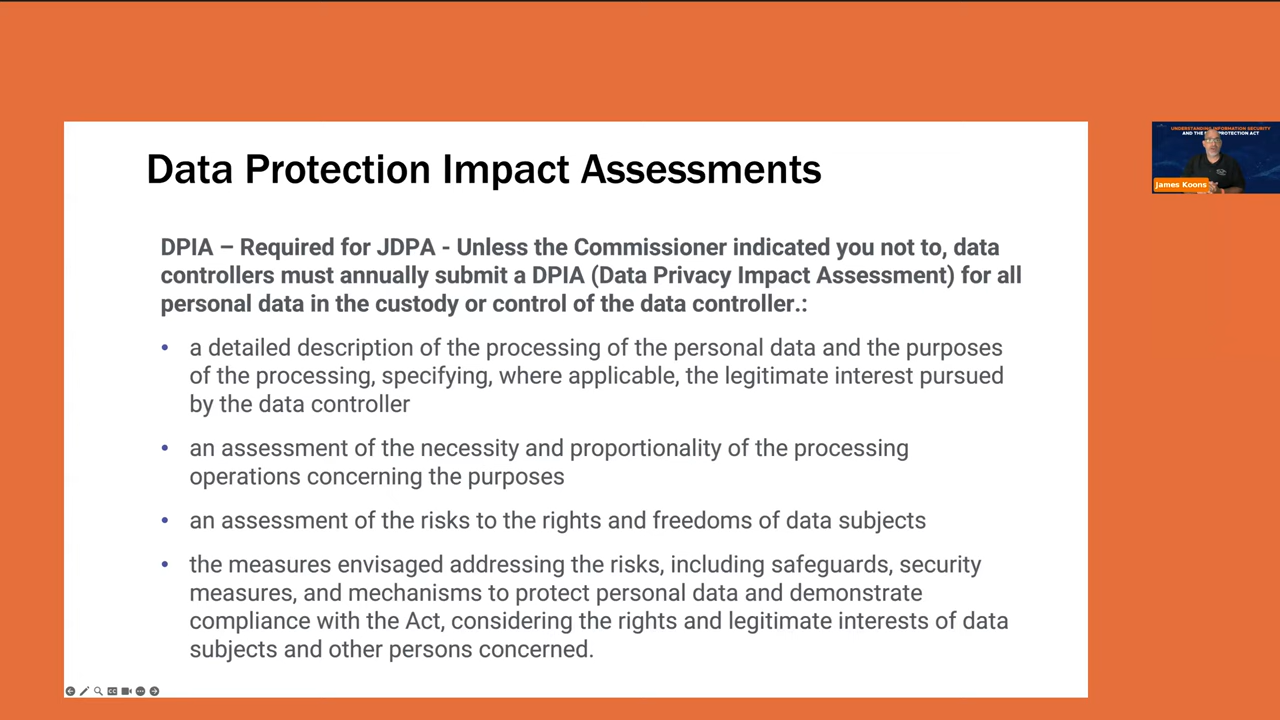 Data Protection Impact Assessments
DPIA – Required for JDPA - Unless the Commissioner indicated you not to, data
controllers must annually submit a DPIA (Data Privacy Impact Assessment) for all
personal data in the custody or control of the data controller.:
• a detailed description of the processing of the personal data and the purposes
of the processing, specifying, where applicable, the legitimate interest pursued
by the data controller
• an assessment of the necessity and proportionality of the processing
operations concerning the purposes
• an assessment of the risks to the rights and freedoms of data subjects
• the measures envisaged addressing the risks, including safeguards, security
measures, and mechanisms to protect personal data and demonstrate
compliance with the Act, considering the rights and legitimate interests of data
subjects and other persons concerned.
UNDERSTANDING INFORMATION SECURITY
AND THE PROTECTION ACT
James Koons